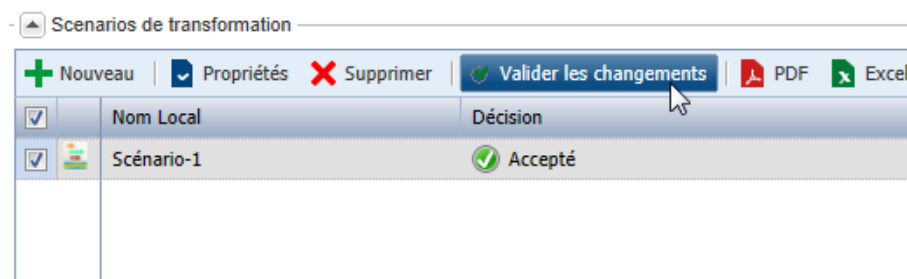 Scenarios de transformation
Nouveau Propriétés Supprimer Valider les changements PDF Excel
Nom Local Décision
Scénario-1 Accepté